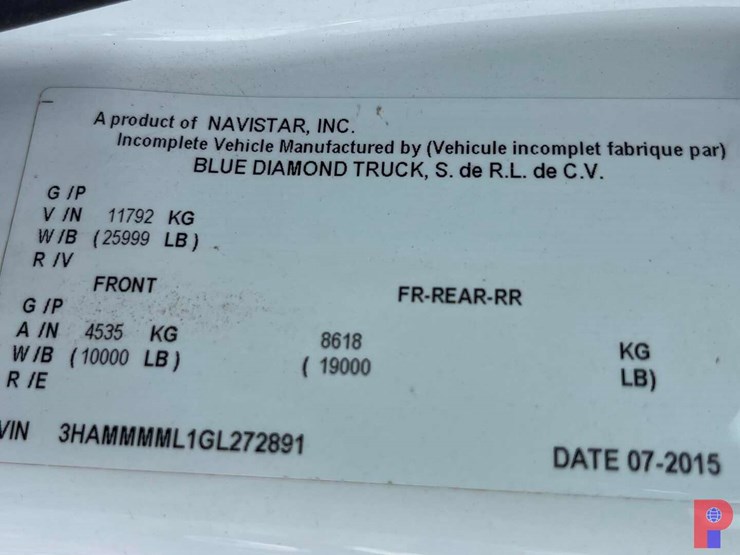 A product of NAVISTAR, INC.
Incomplete Vehicle Manufactured by (Vehicule incomplet fabrique par)
BLUE DIAMOND TRUCK, S. de R.L. de C.V.
G /P
V /N 11792 KG
W/B (25999 LB)
R /V
FRONT FR-REAR-RR
G /P
A /N 4535 KG 8618 KG
W/B (10000 LB) ( 19000 LB)
R /E
VIN 3HAMMMML1GL272891 DATE 07-2015